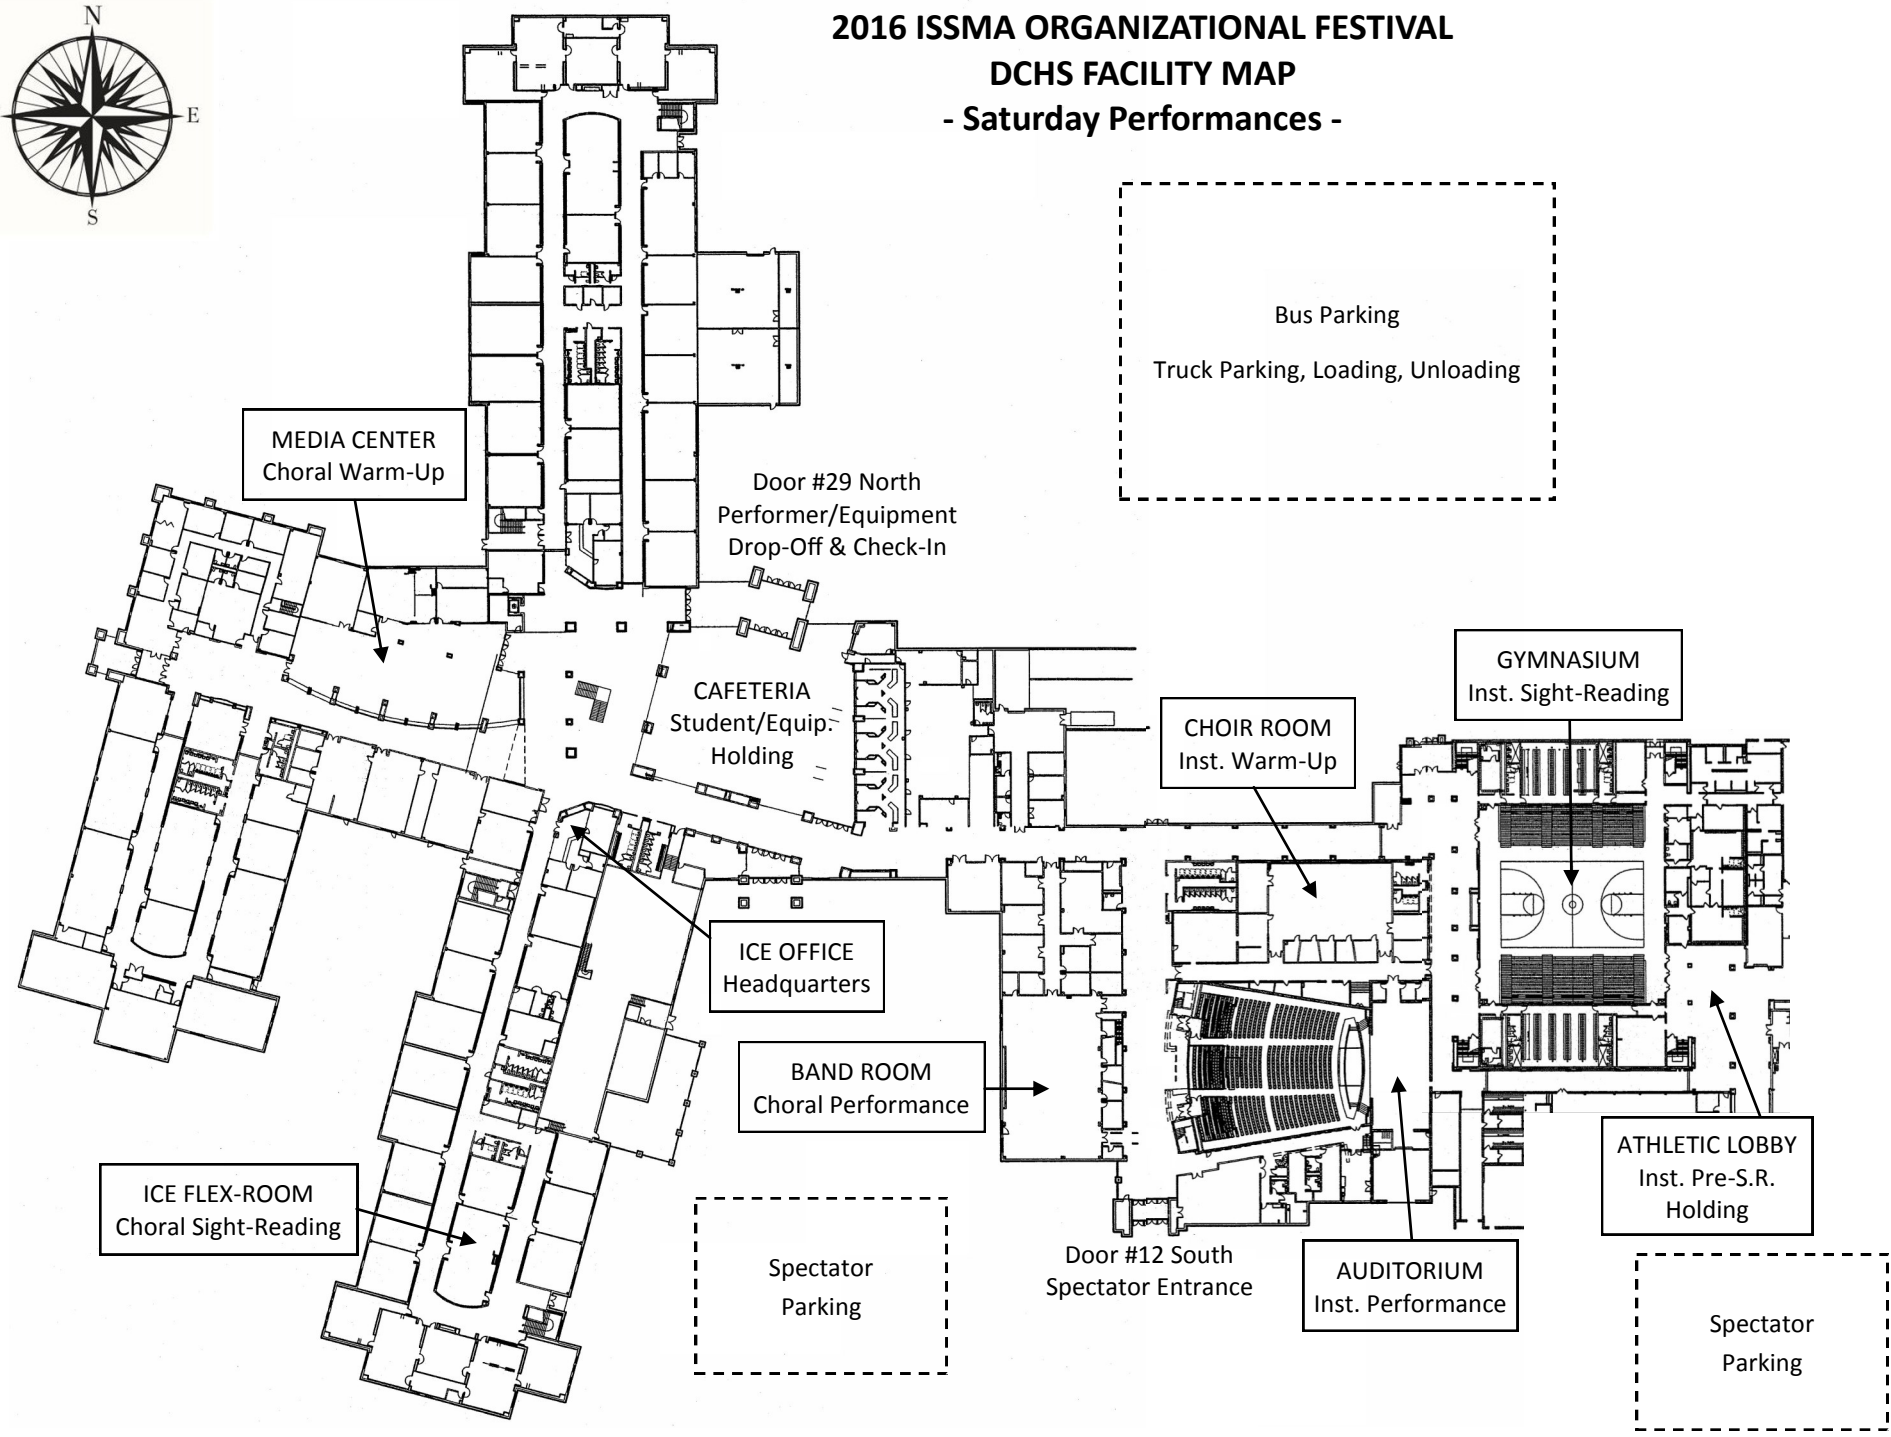 N
E
S
2016 ISSMA ORGANIZATIONAL FESTIVAL
DCHS FACILITY MAP
- Saturday Performances -
Bus Parking
Truck Parking, Loading, Unloading
MEDIA CENTER
Choral Warm-Up
Door #29 North
Performer/Equipment
Drop-Off & Check-In
CAFETERIA
Student/Equip.
Holding
GYMNASIUM
Inst. Sight-Reading
CHOIR ROOM
Inst. Warm-Up
ICE OFFICE
Headquarters
BAND ROOM
Choral Performance
ICE FLEX-ROOM
Choral Sight-Reading
ATHLETIC LOBBY
Inst. Pre-S.R.
Holding
Door #12 South
Spectator Entrance
AUDITORIUM
Inst. Performance
Spectator
Parking
Spectator
Parking